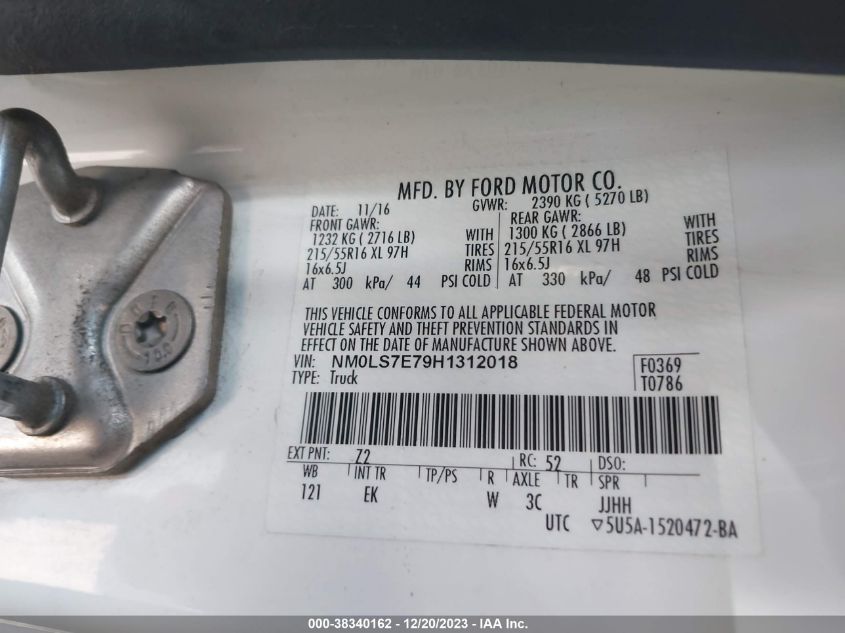 MFD. BY FORD MOTOR CO.
DATE: 11/16 GVWR: 2390 KG ( 5270 LB)
FRONT GAWR: REAR GAWR:
1232 KG ( 2716 LB) WITH 1300 KG ( 2866 LB) WITH
215/55R16 XL 97H TIRES 215/55R16 XL 97H TIRES
16x6.5J RIMS 16x6.5J RIMS
AT 300 kPa/ 44 PSI COLD AT 330 kPa/ 48 PSI COLD
THIS VEHICLE CONFORMS TO ALL APPLICABLE FEDERAL MOTOR
VEHICLE SAFETY AND THEFT PREVENTION STANDARDS IN
EFFECT ON THE DATE OF MANUFACTURE SHOWN ABOVE.
VIN: NM0LS7E79H1312018 F0369
TYPE: Truck T0786
EXT PNT: Z2 RC: 52 DSO:
WB INT TR TP/PS R AXLE TR SPR
121 EK W 3C JJHH
UTC ▽5U5A-1520472-BA
000-38340162 - 12/20/2023 - IAA Inc.